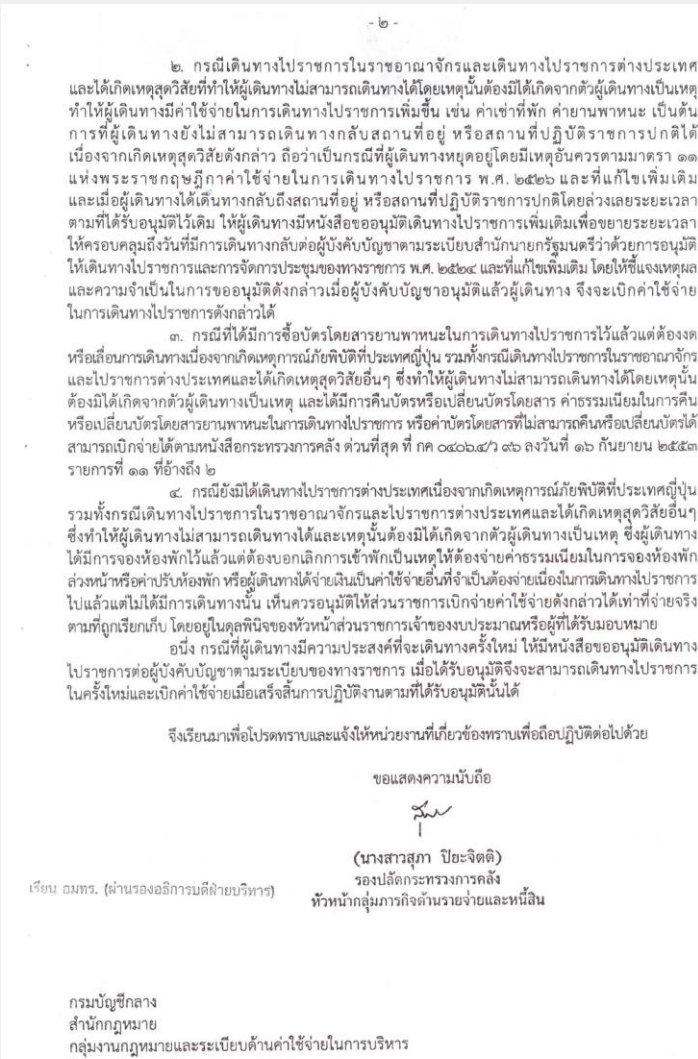 - ๒ -
๒. กรณีเดินทางไปราชการในราชอาณาจักรและเดินทางไปราชการต่างประเทศ
และได้เกิดเหตุสุดวิสัยที่ทำให้ผู้เดินทางไม่สามารถเดินทางได้โดยเหตุนั้นต้องมิได้เกิดจากตัวผู้เดินทางเป็นเหตุ
ทำให้ผู้เดินทางมีค่าใช้จ่ายในการเดินทางไปราชการเพิ่มขึ้น เช่น ค่าเช่าที่พัก ค่ายานพาหนะ เป็นต้น
การที่ผู้เดินทางยังไม่สามารถเดินทางกลับสถานที่อยู่ หรือสถานที่ปฏิบัติราชการปกติได้
เนื่องจากเกิดเหตุสุดวิสัยดังกล่าว ถือว่าเป็นกรณีที่ผู้เดินทางหยุดอยู่โดยมีเหตุอันควรตามมาตรา ๑๑
แห่งพระราชกฤษฎีกาค่าใช้จ่ายในการเดินทางไปราชการ พ.ศ. ๒๕๒๖ และที่แก้ไขเพิ่มเติม
และเมื่อผู้เดินทางได้เดินทางกลับถึงสถานที่อยู่ หรือสถานที่ปฏิบัติราชการปกติโดยล่วงเลยระยะเวลา
ตามที่ได้รับอนุมัติไว้เดิม ให้ผู้เดินทางมีหนังสือขออนุมัติเดินทางไปราชการเพิ่มเติมเพื่อขยายระยะเวลา
ให้ครอบคลุมถึงวันที่มีการเดินทางกลับต่อผู้บังคับบัญชาตามระเบียบสำนักนายกรัฐมนตรีว่าด้วยการอนุมัติ
ให้เดินทางไปราชการและการจัดการประชุมของทางราชการ พ.ศ. ๒๕๒๔ และที่แก้ไขเพิ่มเติม โดยให้ชี้แจงเหตุผล
และความจำเป็นในการขออนุมัติดังกล่าวเมื่อผู้บังคับบัญชาอนุมัติแล้วผู้เดินทาง จึงจะเบิกค่าใช้จ่าย
ในการเดินทางไปราชการดังกล่าวได้
๓. กรณีที่ได้มีการซื้อบัตรโดยสารยานพาหนะในการเดินทางไปราชการไว้แล้วแต่ต้องงด
หรือเลื่อนการเดินทางเนื่องจากเกิดเหตุการณ์ภัยพิบัติที่ประเทศญี่ปุ่น รวมทั้งกรณีเดินทางไปราชการในราชอาณาจักร
และไปราชการต่างประเทศและได้เกิดเหตุสุดวิสัยอื่นๆ ซึ่งทำให้ผู้เดินทางไม่สามารถเดินทางได้โดยเหตุนั้น
ต้องมิได้เกิดจากตัวผู้เดินทางเป็นเหตุ และได้มีการคืนบัตรหรือเปลี่ยนบัตรโดยสาร ค่าธรรมเนียมในการคืน
หรือเปลี่ยนบัตรโดยสารยานพาหนะในการเดินทางไปราชการ หรือค่าบัตรโดยสารที่ไม่สามารถคืนหรือเปลี่ยนบัตรได้
สามารถเบิกจ่ายได้ตามหนังสือกระทรวงการคลัง ด่วนที่สุด ที่ กค ๐๔๐๖.๔/ว ๙๖ ลงวันที่ ๑๖ กันยายน ๒๕๕๓
รายการที่ ๑๑ ที่อ้างถึง ๒
๔. กรณียังมิได้เดินทางไปราชการต่างประเทศเนื่องจากเกิดเหตุการณ์ภัยพิบัติที่ประเทศญี่ปุ่น
รวมทั้งกรณีเดินทางไปราชการในราชอาณาจักรและไปราชการต่างประเทศและได้เกิดเหตุสุดวิสัยอื่นๆ
ซึ่งทำให้ผู้เดินทางไม่สามารถเดินทางได้และเหตุนั้นต้องมิได้เกิดจากตัวผู้เดินทางเป็นเหตุ ซึ่งผู้เดินทาง
ได้มีการจองห้องพักไว้แล้วแต่ต้องบอกเลิกการเข้าพักเป็นเหตุให้ต้องจ่ายค่าธรรมเนียมในการจองห้องพัก
ล่วงหน้าหรือค่าปรับห้องพัก หรือผู้เดินทางได้จ่ายเงินเป็นค่าใช้จ่ายอื่นที่จำเป็นต้องจ่ายเนื่องในการเดินทางไปราชการ
ไปแล้วแต่ไม่ได้มีการเดินทางนั้น เห็นควรอนุมัติให้ส่วนราชการเบิกจ่ายค่าใช้จ่ายดังกล่าวได้เท่าที่จ่ายจริง
ตามที่ถูกเรียกเก็บ โดยอยู่ในดุลพินิจของหัวหน้าส่วนราชการเจ้าของงบประมาณหรือผู้ที่ได้รับมอบหมาย
อนึ่ง กรณีที่ผู้เดินทางมีความประสงค์ที่จะเดินทางครั้งใหม่ ให้มีหนังสือขออนุมัติเดินทาง
ไปราชการต่อผู้บังคับบัญชาตามระเบียบของทางราชการ เมื่อได้รับอนุมัติจึงจะสามารถเดินทางไปราชการ
ในครั้งใหม่และเบิกค่าใช้จ่ายเมื่อเสร็จสิ้นการปฏิบัติงานตามที่ได้รับอนุมัตินั้นได้
จึงเรียนมาเพื่อโปรดทราบและแจ้งให้หน่วยงานที่เกี่ยวข้องทราบเพื่อถือปฏิบัติต่อไปด้วย
ขอแสดงความนับถือ
(นางสาวสุภา ปิยะจิตติ)
รองปลัดกระทรวงการคลัง
หัวหน้ากลุ่มภารกิจด้านรายจ่ายและหนี้สิน
เรียน อมทร. (ผ่านรองอธิการบดีฝ่ายบริหาร)
กรมบัญชีกลาง
สำนักกฎหมาย
กลุ่มงานกฎหมายและระเบียบด้านค่าใช้จ่ายในการบริหาร